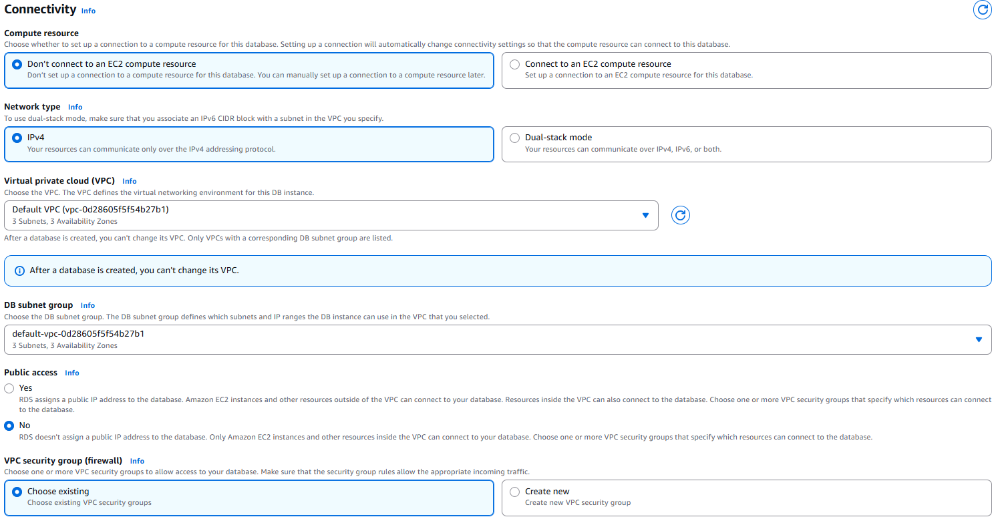 Connectivity Info
Compute resource
Choose whether to set up a connection to a compute resource for this database. Setting up a connection will automatically change connectivity settings so that the compute resource can connect to this database.
Don't connect to an EC2 compute resource
Don't set up a connection to a compute resource for this database. You can manually set up a connection to a compute resource later.
Connect to an EC2 compute resource
Set up a connection to an EC2 compute resource for this database.
Network type Info
To use dual-stack mode, make sure that you associate an IPv6 CIDR block with a subnet in the VPC you specify.
IPv4
Your resources can communicate only over the IPv4 addressing protocol.
Dual-stack mode
Your resources can communicate over IPv4, IPv6, or both.
Virtual private cloud (VPC) Info
Choose the VPC. The VPC defines the virtual networking environment for this DB instance.
Default VPC (vpc-0d28605f5f54b27b1)
3 Subnets, 3 Availability Zones
After a database is created, you can't change its VPC. Only VPCs with a corresponding DB subnet group are listed.
After a database is created, you can't change its VPC.
DB subnet group Info
Choose the DB subnet group. The DB subnet group defines which subnets and IP ranges the DB instance can use in the VPC that you selected.
default-vpc-0d28605f5f54b27b1
3 Subnets, 3 Availability Zones
Public access Info
Yes
RDS assigns a public IP address to the database. Amazon EC2 instances and other resources outside of the VPC can connect to your database. Resources inside the VPC can also connect to the database. Choose one or more VPC security groups that specify which resources can connect
to the database.
No
RDS doesn't assign a public IP address to the database. Only Amazon EC2 instances and other resources inside the VPC can connect to your database. Choose one or more VPC security groups that specify which resources can connect to the database.
VPC security group (firewall) Info
Choose one or more VPC security groups to allow access to your database. Make sure that the security group rules allow the appropriate incoming traffic.
Choose existing
Choose existing VPC security groups
Create new
Create new VPC security group